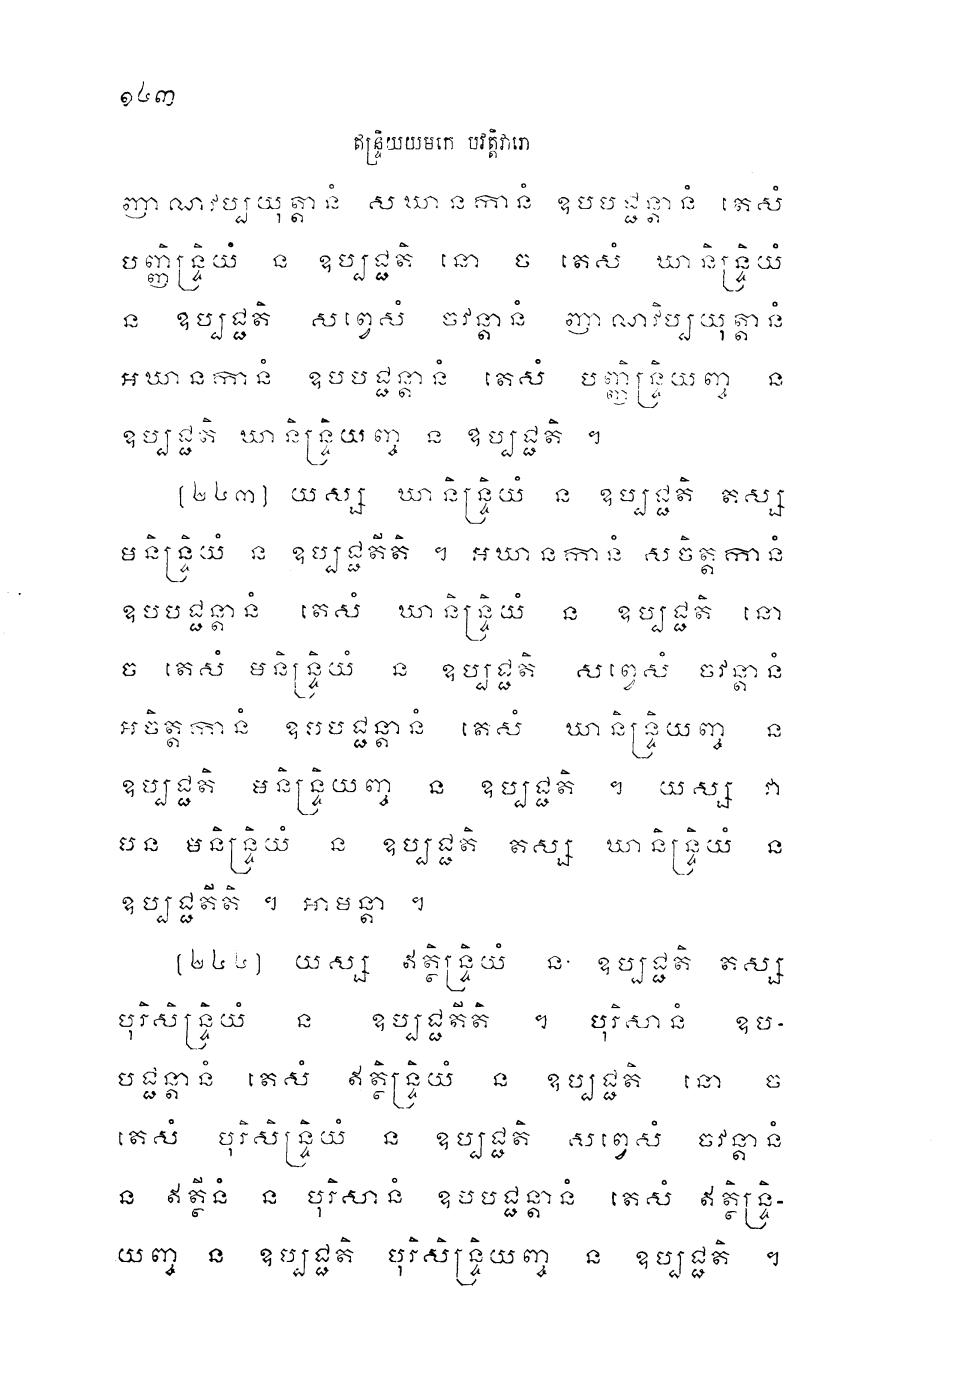 ១៤៣
ឥន្ទ្រិយយមកេ បវត្តិវារោ
ញាណវិប្បយុត្តានំ សឃានកានំ ឧបបជ្ជន្តានំ តេសំ
បញ្ញិន្ទ្រិយំ ន ឧប្បជ្ជតិ នោ ច តេសំ ឃានិន្ទ្រិយំ
ន ឧប្បជ្ជតិ សព្វេសំ ចវន្តានំ ញាណវិប្បយុត្តានំ
អឃានកានំ ឧបបជ្ជន្តានំ តេសំ បញ្ញិន្ទ្រិយញ្ច ន
ឧប្បជ្ជតិ ឃានិន្ទ្រិយញ្ច ន ឧប្បជ្ជតិ ។
(២៤៣) យស្ស ឃានិន្ទ្រិយំ ន ឧប្បជ្ជតិ តស្ស
មនិន្ទ្រិយំ ន ឧប្បជ្ជតីតិ ។ អឃានកានំ សចិត្តកានំ
ឧបបជ្ជន្តានំ តេសំ ឃានិន្ទ្រិយំ ន ឧប្បជ្ជតិ នោ
ច តេសំ មនិន្ទ្រិយំ ន ឧប្បជ្ជតិ សព្វេសំ ចវន្តានំ
អចិត្តកានំ ឧបបជ្ជន្តានំ តេសំ ឃានិន្ទ្រិយញ្ច ន
ឧប្បជ្ជតិ មនិន្ទ្រិយញ្ច ន ឧប្បជ្ជតិ ។ យស្ស វា
បន មនិន្ទ្រិយំ ន ឧប្បជ្ជតិ តស្ស ឃានិន្ទ្រិយំ ន
ឧប្បជ្ជតីតិ ។ អាមន្តា ។
(២៤៤) យស្ស ឥត្ថិន្ទ្រិយំ ន ឧប្បជ្ជតិ តស្ស
បុរិសិន្ទ្រិយំ ន ឧប្បជ្ជតីតិ ។ បុរិសានំ ឧប-
បជ្ជន្តានំ តេសំ ឥត្ថិន្ទ្រិយំ ន ឧប្បជ្ជតិ នោ ច
តេសំ បុរិសិន្ទ្រិយំ ន ឧប្បជ្ជតិ សព្វេសំ ចវន្តានំ
ន ឥត្ថីនំ ន បុរិសានំ ឧបបជ្ជន្តានំ តេសំ ឥត្ថិន្ទ្រិ-
យញ្ច ន ឧប្បជ្ជតិ បុរិសិន្ទ្រិយញ្ច ន ឧប្បជ្ជតិ ។